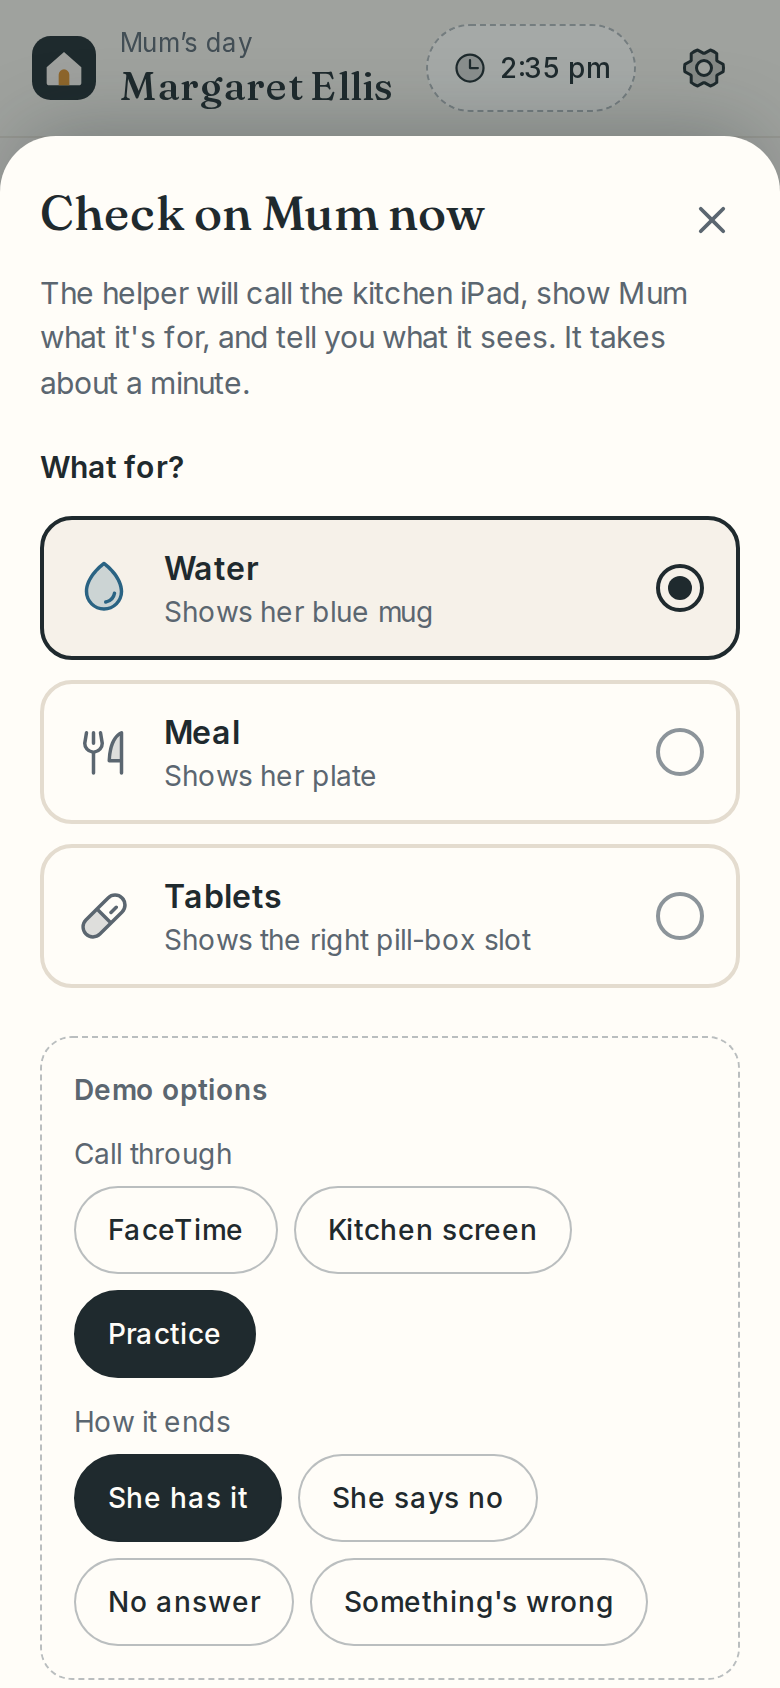 Mum’s day
Margaret Ellis
2:35 pm
Check on Mum now
The helper will call the kitchen iPad, show Mum
what it's for, and tell you what it sees. It takes
about a minute.
What for?
Water
Shows her blue mug
Meal
Shows her plate
Tablets
Shows the right pill-box slot
Demo options
Call through
FaceTime
Kitchen screen
Practice
How it ends
She has it
She says no
No answer
Something's wrong